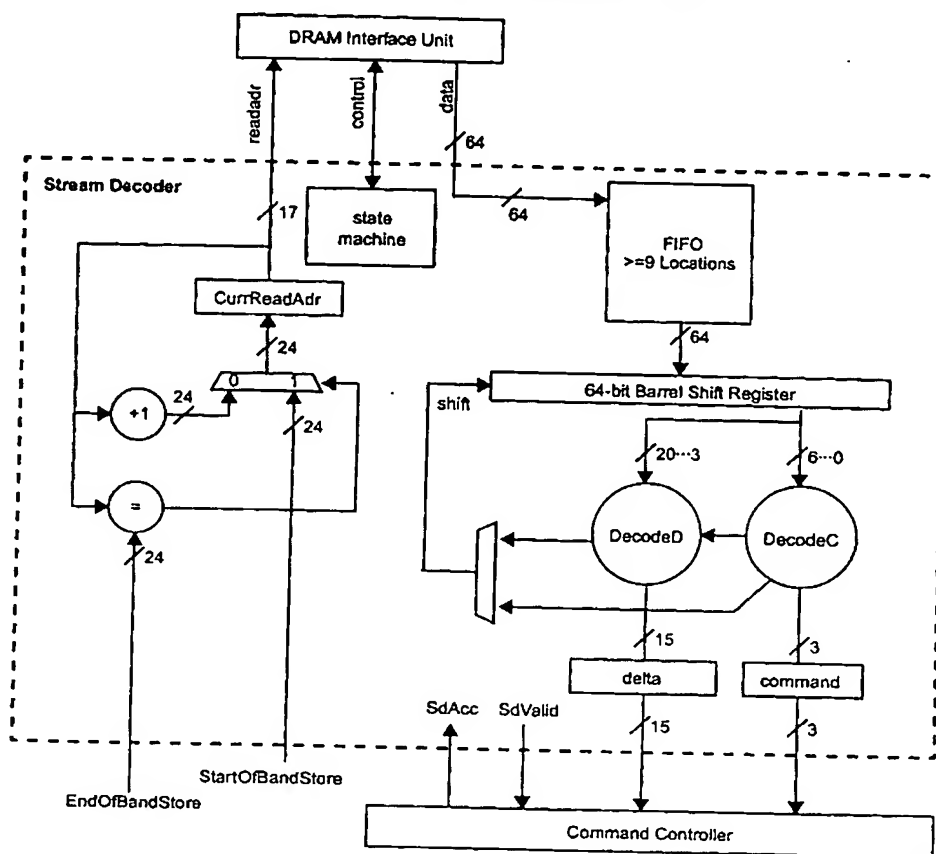 DRAM Interface Unit
readadr
control
data
64
Stream Decoder
17
64
state
machine
FIFO
>=9 Locations
CurrReadAdr
24
64
0 1
64-bit Barrel Shift Register
shift
+1
24
24
20···3
6···0
=
DecodeD
DecodeC
24
15
3
delta
command
SdAcc
SdValid
15
3
StartOfBandStore
EndOfBandStore
Command Controller